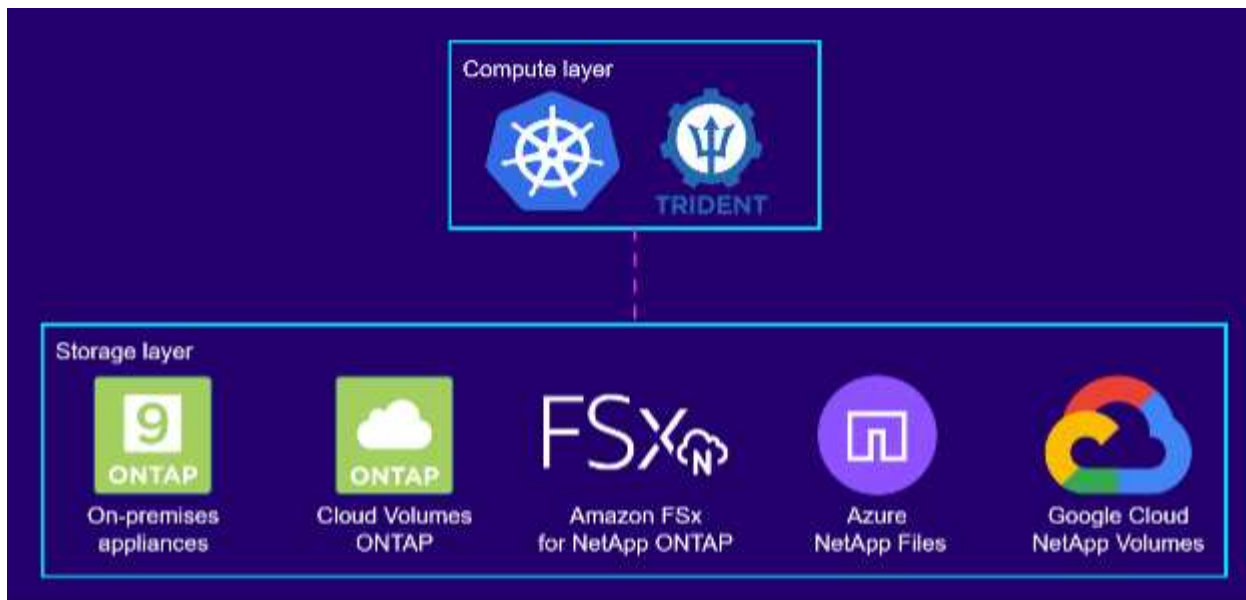 Compute layer
TRIDENT
Storage layer
9
ONTAP
On-premises
appliances
ONTAP
Cloud Volumes
ONTAP
FSx N
Amazon FSx
for NetApp ONTAP
Azure
NetApp Files
Google Cloud
NetApp Volumes